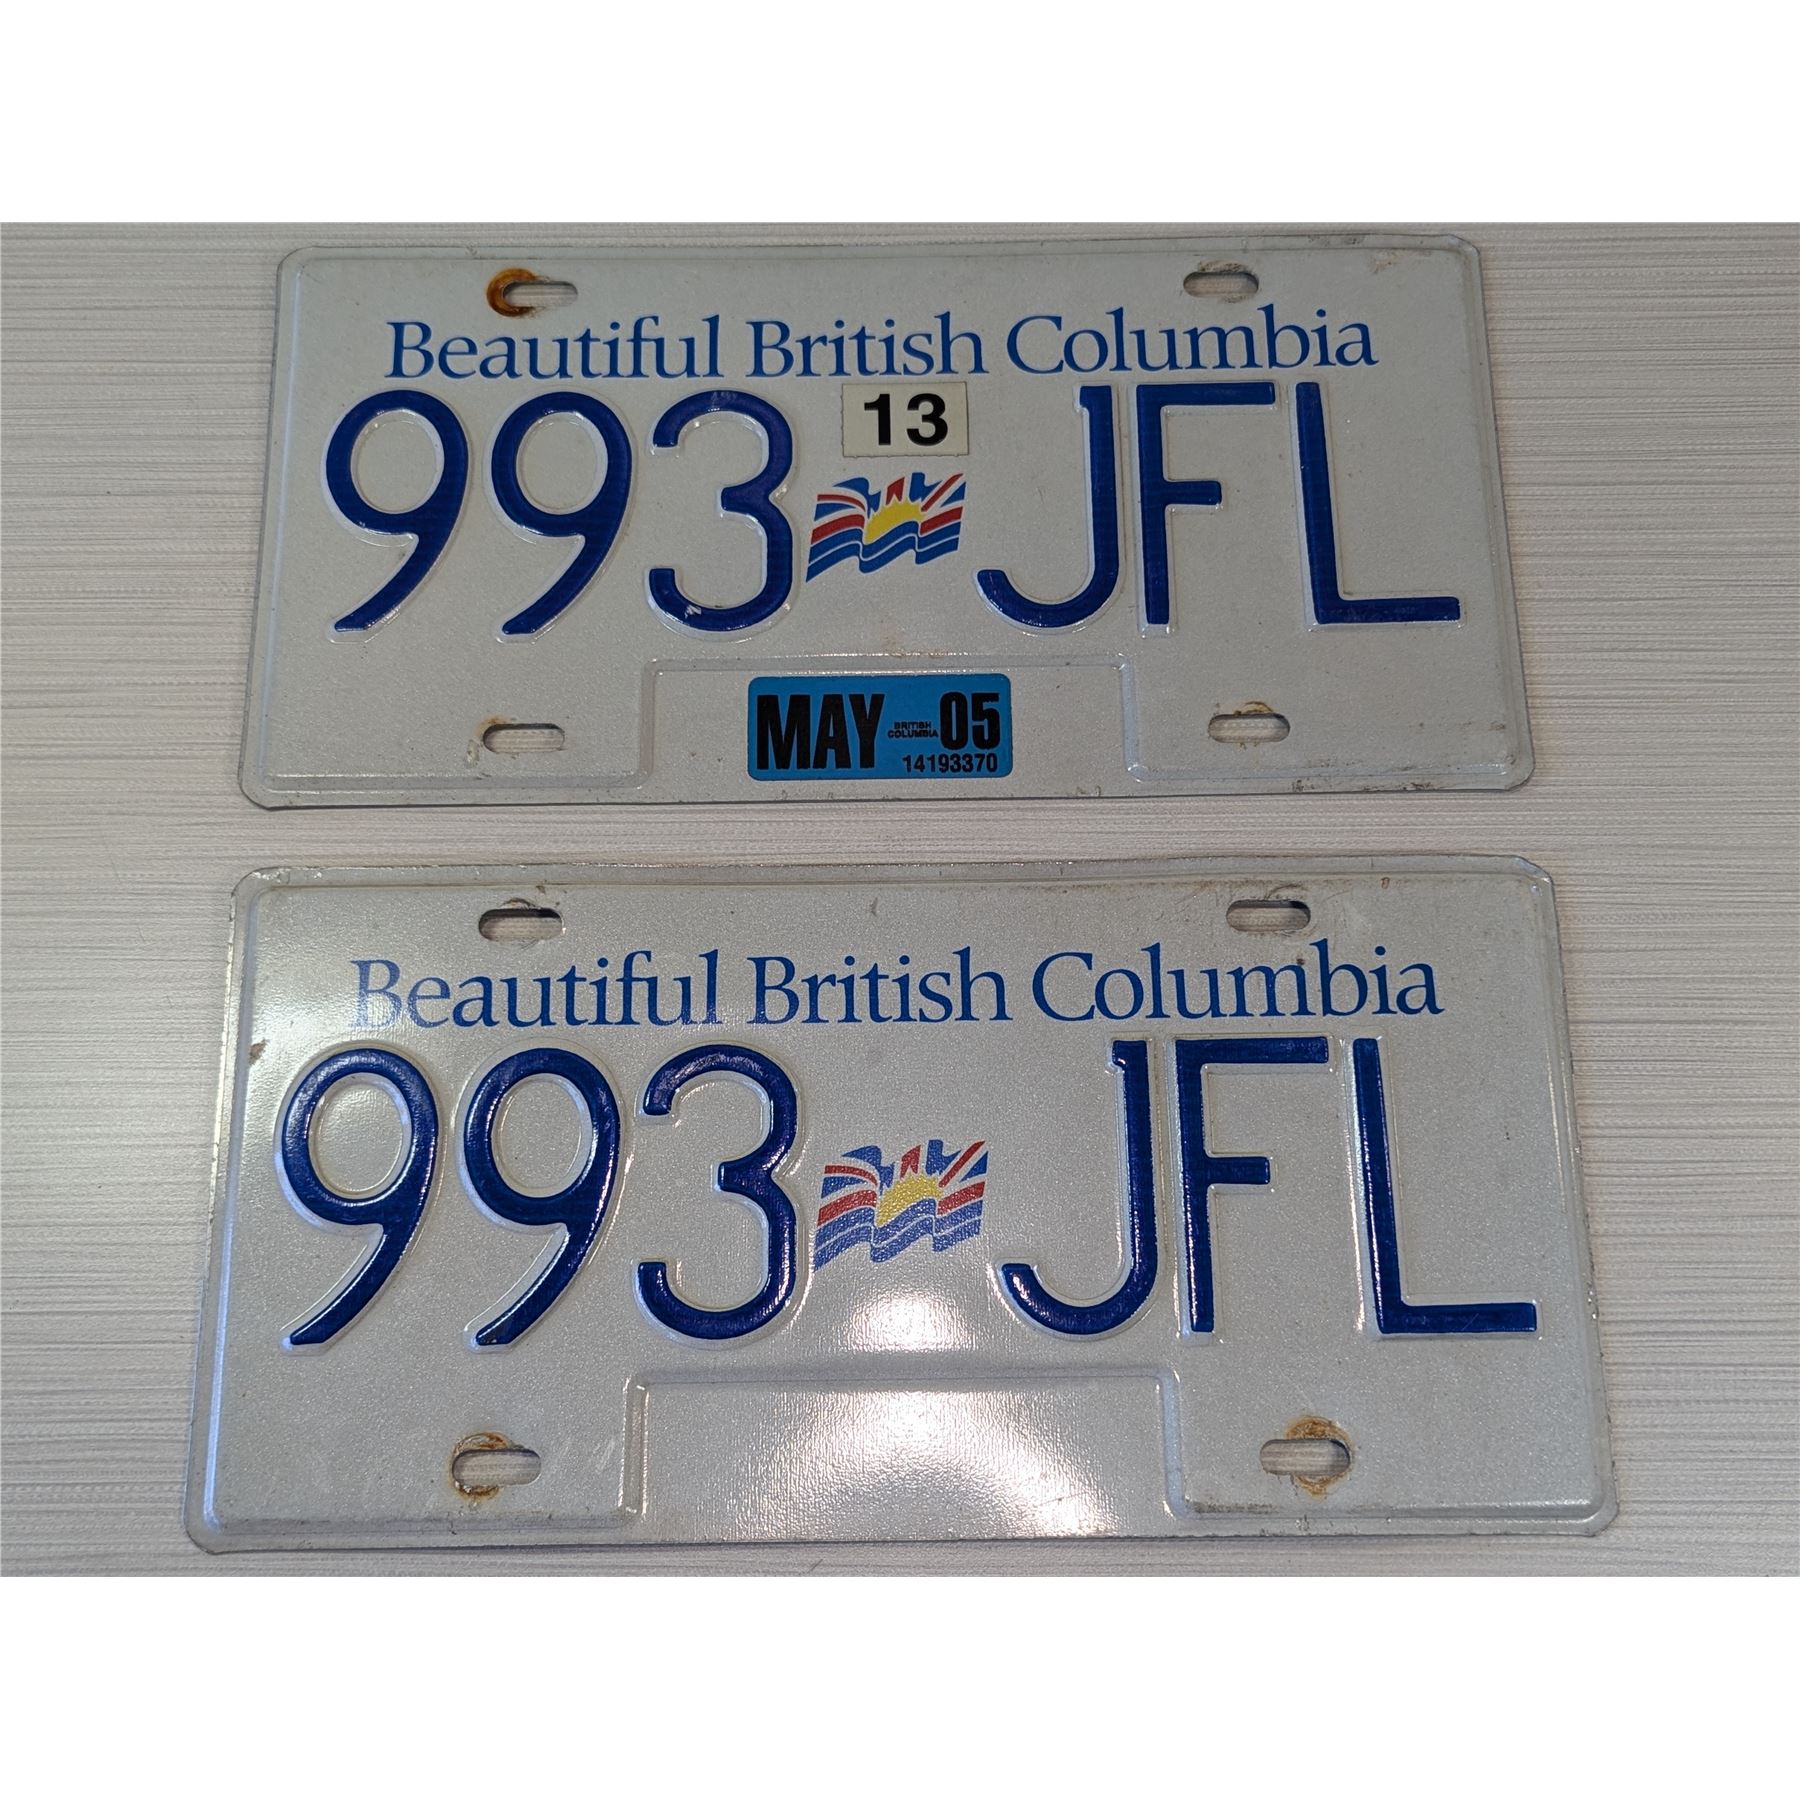 Beautiful British Columbia
993 13 JFL
MAY BRITISH COLUMBIA 05
14193370
Beautiful British Columbia
993 JFL